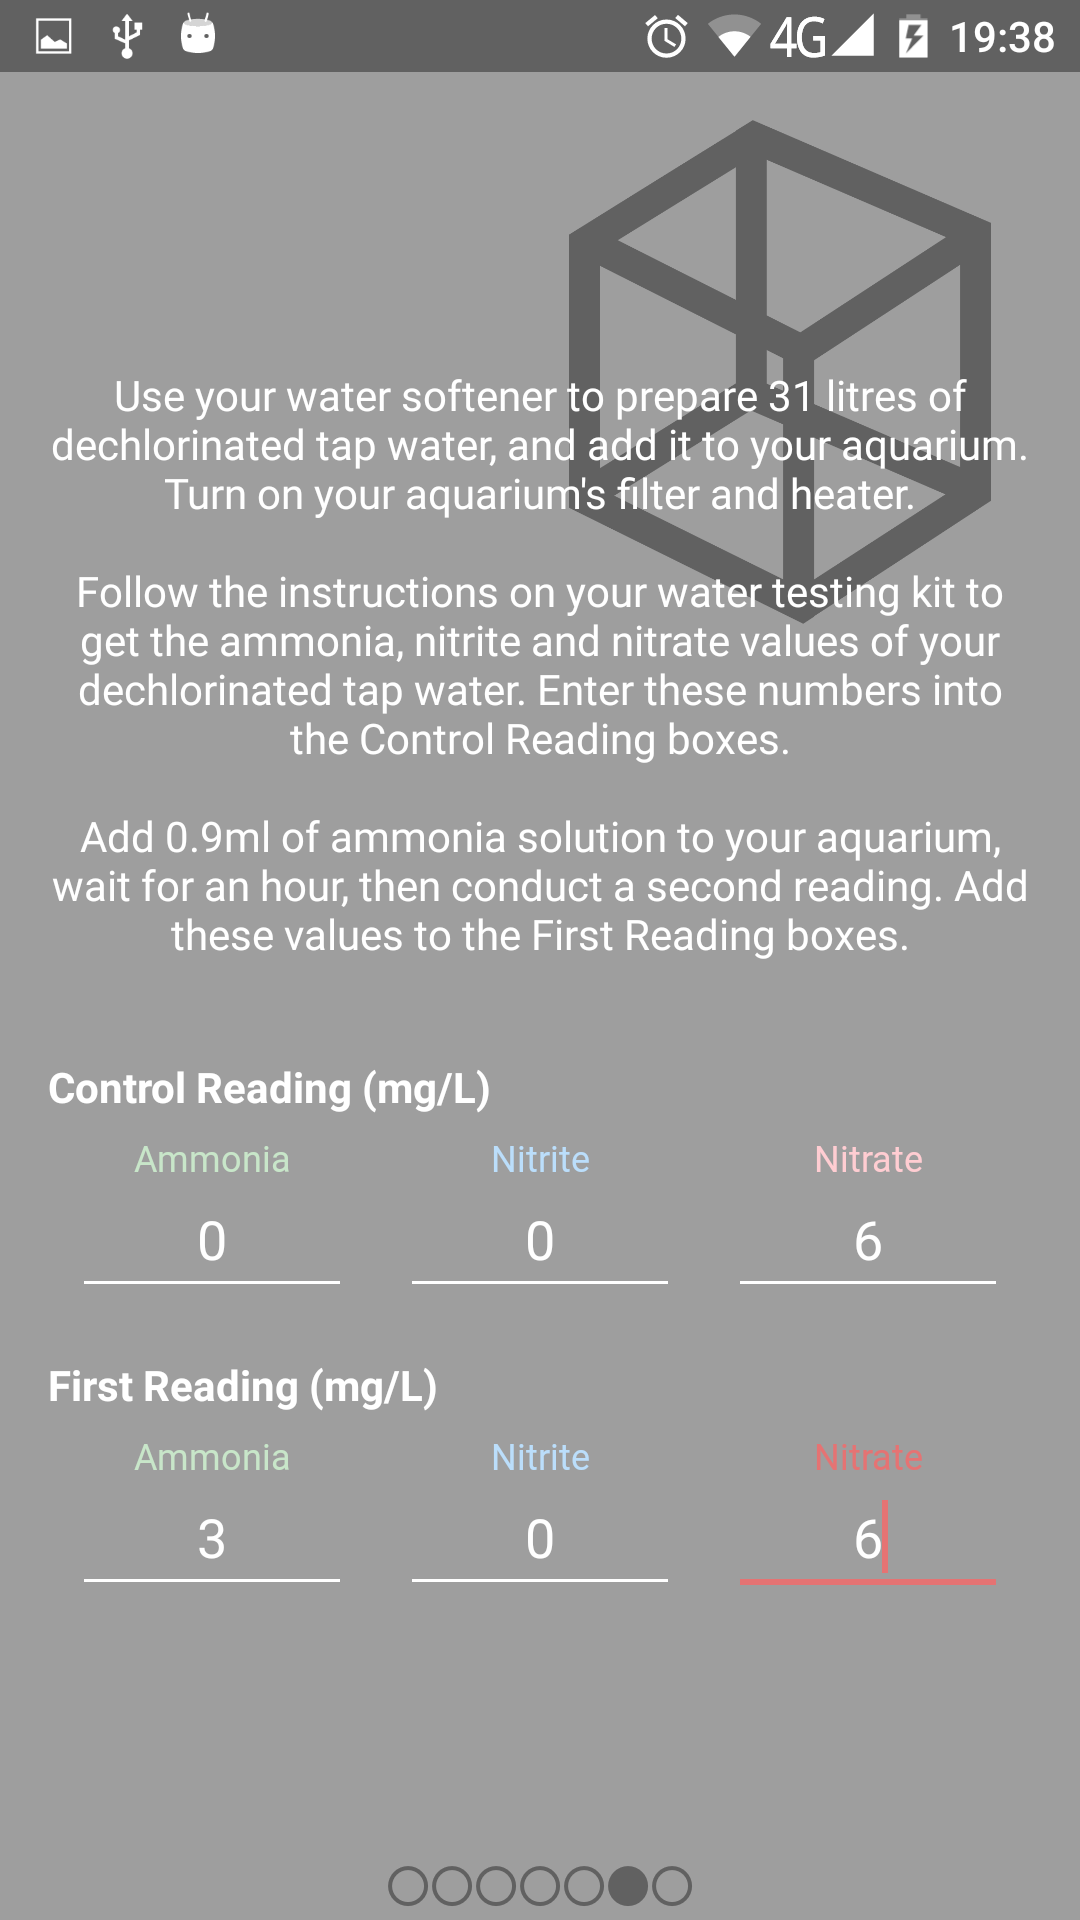 4G 19:38
Use your water softener to prepare 31 litres of
dechlorinated tap water, and add it to your aquarium.
Turn on your aquarium's filter and heater.
Follow the instructions on your water testing kit to
get the ammonia, nitrite and nitrate values of your
dechlorinated tap water. Enter these numbers into
the Control Reading boxes.
Add 0.9ml of ammonia solution to your aquarium,
wait for an hour, then conduct a second reading. Add
these values to the First Reading boxes.
Control Reading (mg/L)
Ammonia Nitrite Nitrate
0 0 6
First Reading (mg/L)
Ammonia Nitrite Nitrate
3 0 6